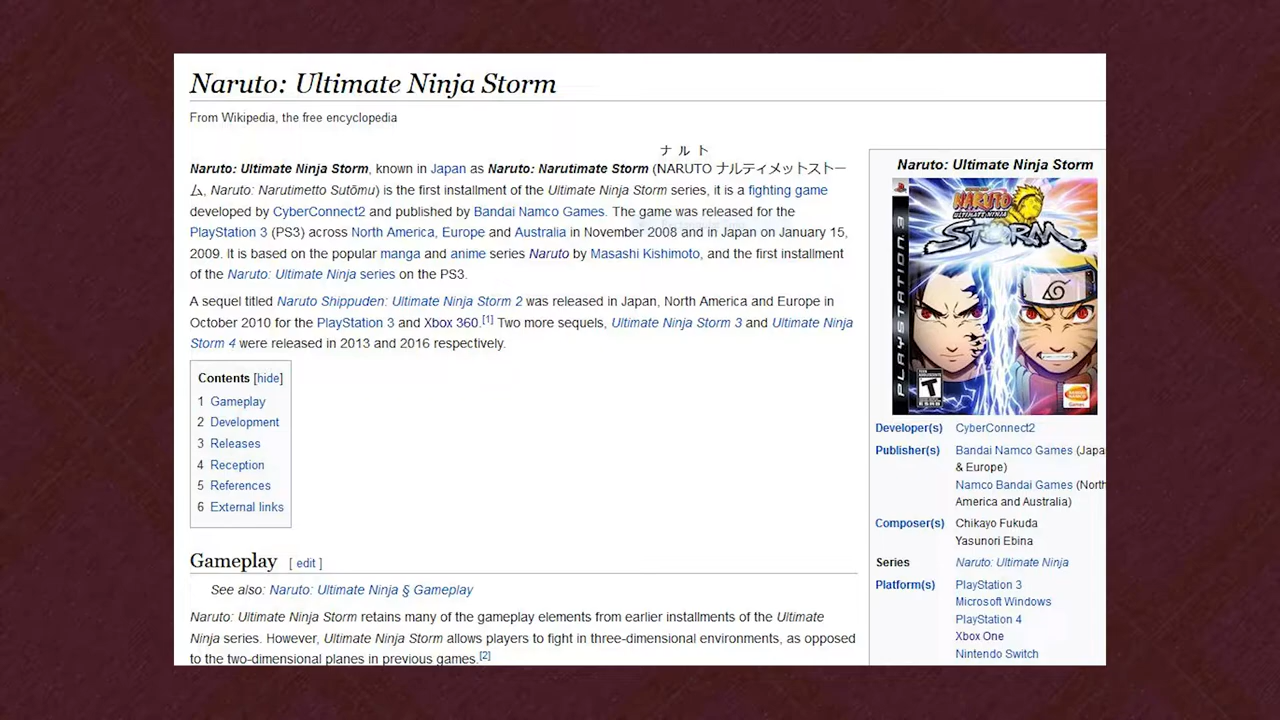 Naruto: Ultimate Ninja Storm
From Wikipedia, the free encyclopedia
ナルト
Naruto: Ultimate Ninja Storm, known in Japan as Naruto: Narutimate Storm (NARUTO ナルティメットストー
ム, Naruto: Narutimetto Sutōmu) is the first installment of the Ultimate Ninja Storm series, it is a fighting game
developed by CyberConnect2 and published by Bandai Namco Games. The game was released for the
PlayStation 3 (PS3) across North America, Europe and Australia in November 2008 and in Japan on January 15,
2009. It is based on the popular manga and anime series Naruto by Masashi Kishimoto, and the first installment
of the Naruto: Ultimate Ninja series on the PS3.
A sequel titled Naruto Shippuden: Ultimate Ninja Storm 2 was released in Japan, North America and Europe in
October 2010 for the PlayStation 3 and Xbox 360.[1] Two more sequels, Ultimate Ninja Storm 3 and Ultimate Ninja
Storm 4 were released in 2013 and 2016 respectively.
Contents [hide]
1 Gameplay
2 Development
3 Releases
4 Reception
5 References
6 External links
Gameplay [ edit ]
See also: Naruto: Ultimate Ninja § Gameplay
Naruto: Ultimate Ninja Storm retains many of the gameplay elements from earlier installments of the Ultimate
Ninja series. However, Ultimate Ninja Storm allows players to fight in three-dimensional environments, as opposed
to the two-dimensional planes in previous games.[2]
Naruto: Ultimate Ninja Storm
NARUTO
ULTIMATE NINJA
STORM
PLAYSTATION 3
T
ESRB
Developer(s) CyberConnect2
Publisher(s) Bandai Namco Games (Japa
& Europe)
Namco Bandai Games (North
America and Australia)
Composer(s) Chikayo Fukuda
Yasunori Ebina
Series Naruto: Ultimate Ninja
Platform(s) PlayStation 3
Microsoft Windows
PlayStation 4
Xbox One
Nintendo Switch